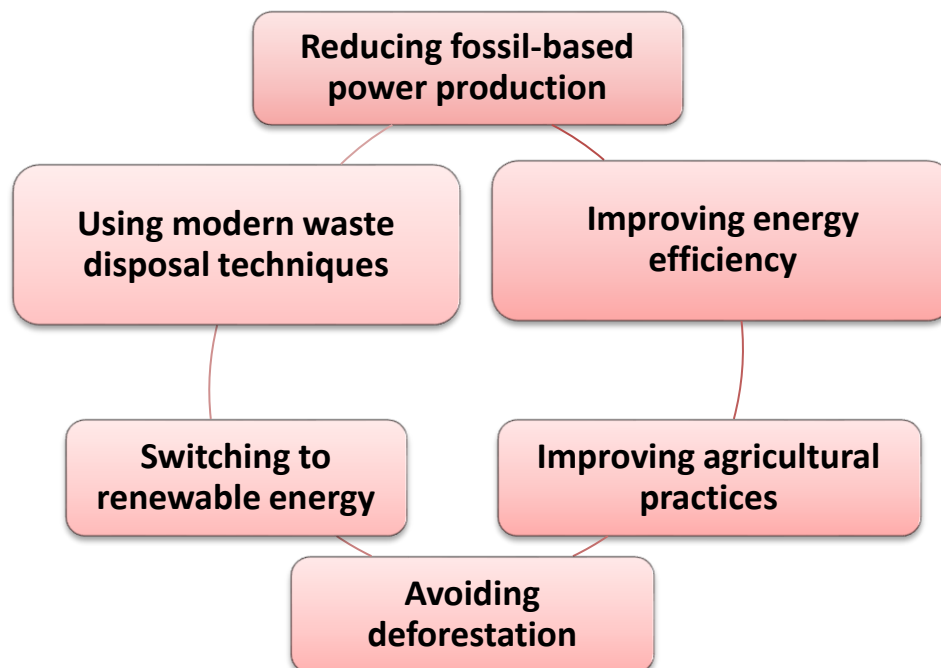 Reducing fossil-based
power production
Using modern waste
disposal techniques
Improving energy
efficiency
Switching to
renewable energy
Improving agricultural
practices
Avoiding
deforestation